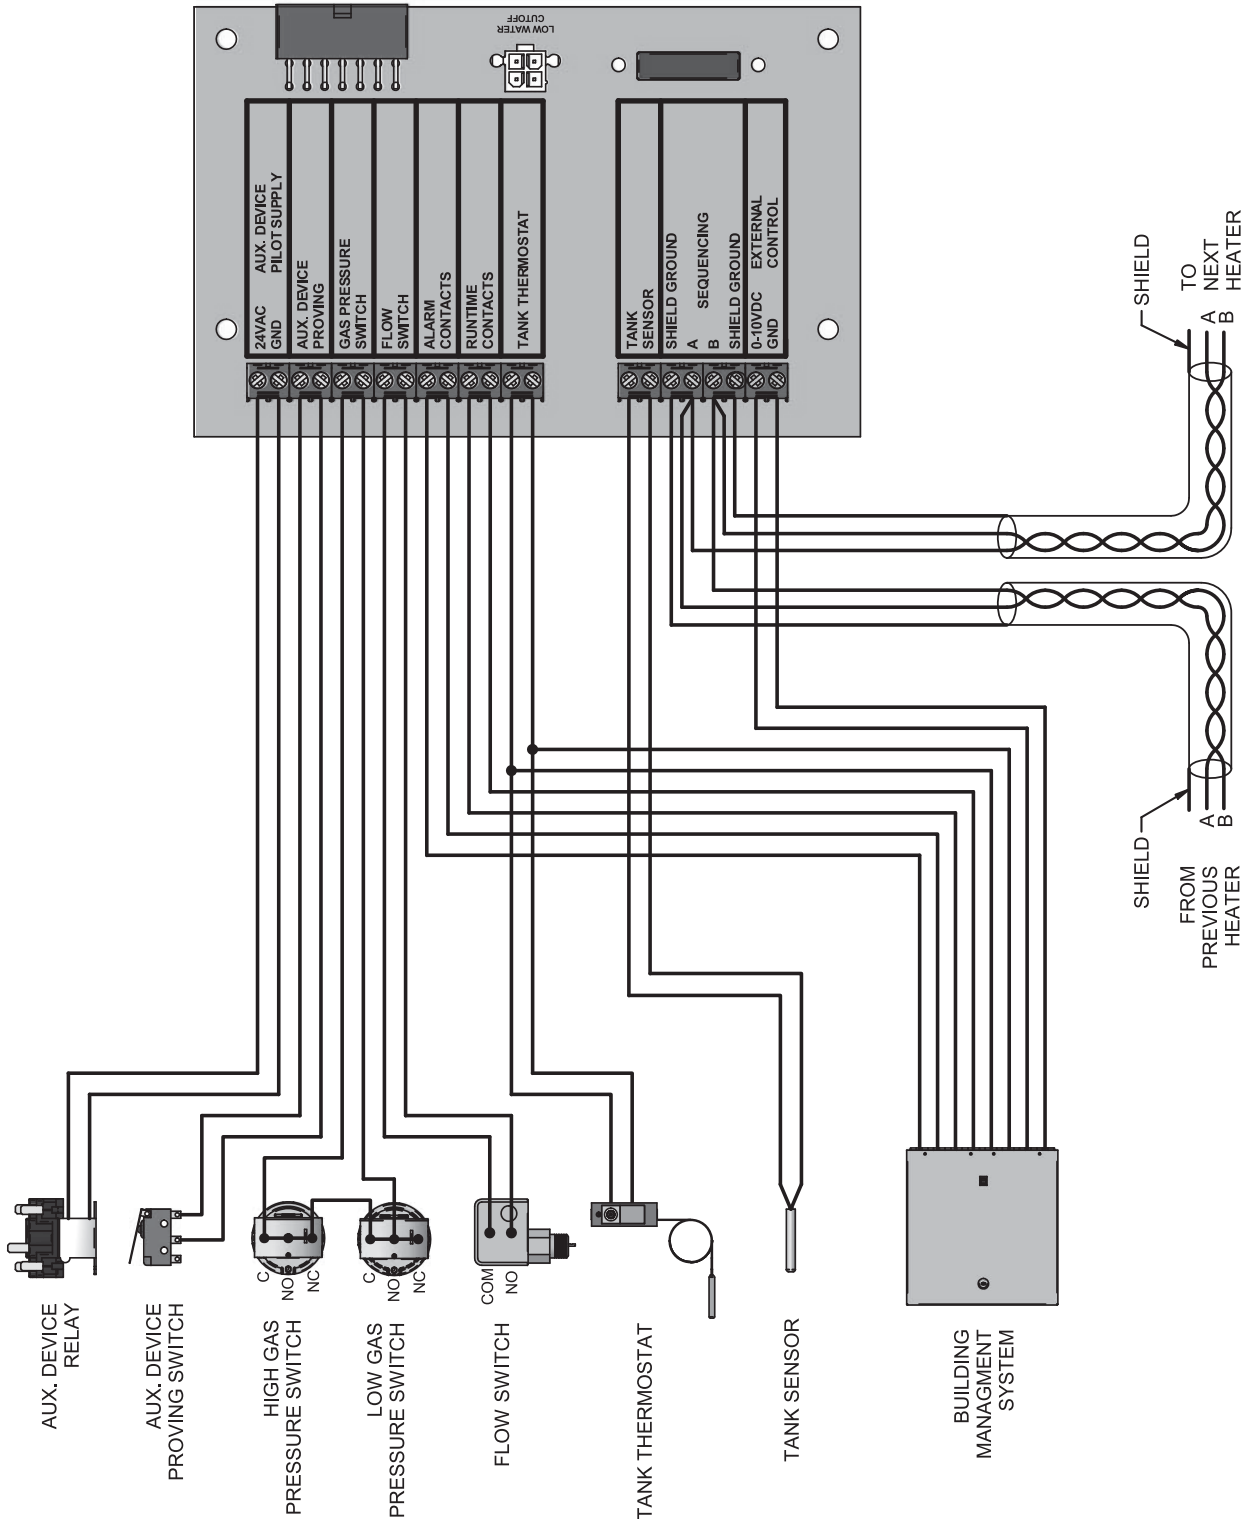 LOW WATER
CUTOFF
24VAC AUX. DEVICE
GND PILOT SUPPLY
AUX. DEVICE
PROVING
GAS PRESSURE
SWITCH
FLOW
SWITCH
ALARM
CONTACTS
RUNTIME
CONTACTS
TANK THERMOSTAT
TANK
SENSOR
SHIELD GROUND
A
SEQUENCING
B
SHIELD GROUND
0-10VDC EXTERNAL
GND CONTROL
SHIELD
A
B
TO
NEXT
HEATER
SHIELD
A
B
FROM
PREVIOUS
HEATER
AUX. DEVICE
RELAY
AUX. DEVICE
PROVING SWITCH
C
NO
NC
HIGH GAS
PRESSURE SWITCH
C
NO
NC
LOW GAS
PRESSURE SWITCH
COM
NO
FLOW SWITCH
TANK THERMOSTAT
TANK SENSOR
BUILDING
MANAGMENT
SYSTEM